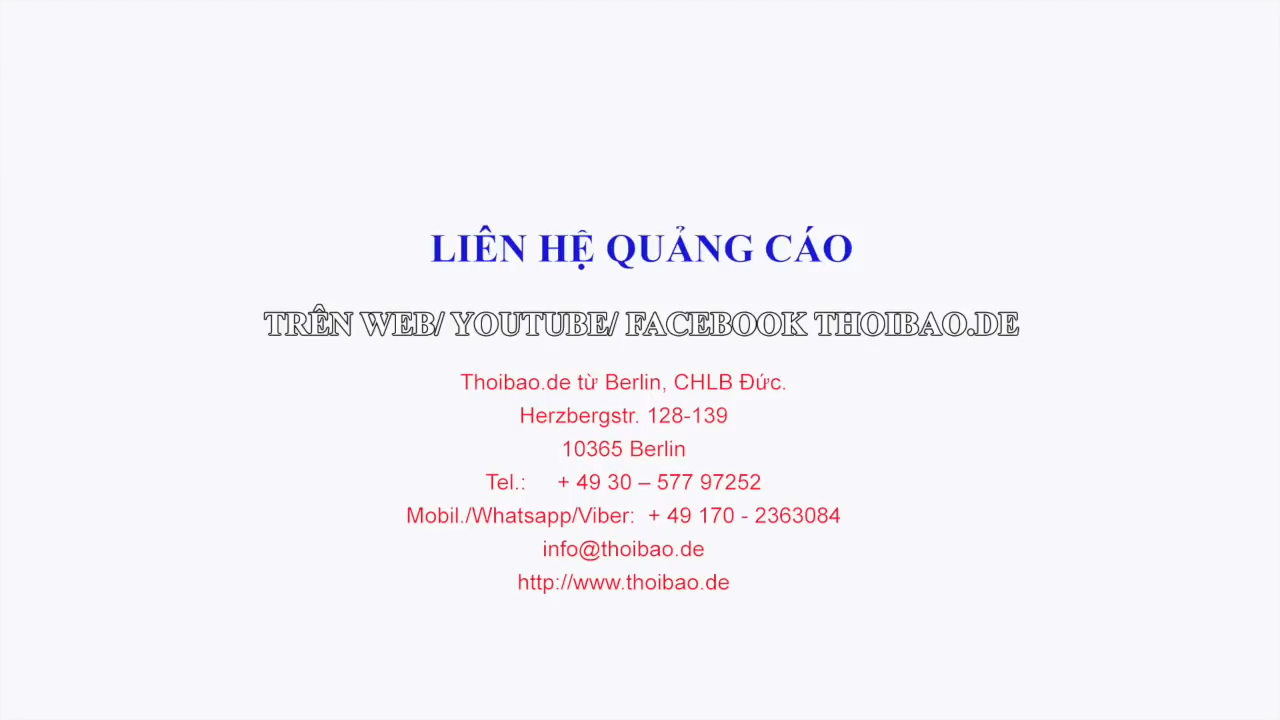 LIÊN HỆ QUẢNG CÁO
TRÊN WEB/ YOUTUBE/ FACEBOOK THOIBAO.DE
Thoibao.de từ Berlin, CHLB Đức.
Herzbergstr. 128-139
10365 Berlin
Tel.: + 49 30 – 577 97252
Mobil./Whatsapp/Viber: + 49 170 - 2363084
info@thoibao.de
http://www.thoibao.de